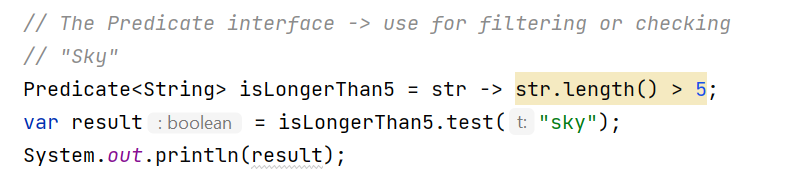 // The Predicate interface -> use for filtering or checking
// "Sky"
Predicate<String> isLongerThan5 = str -> str.length() > 5;
var result : boolean = isLongerThan5.test( t: "sky");
System.out.println(result);